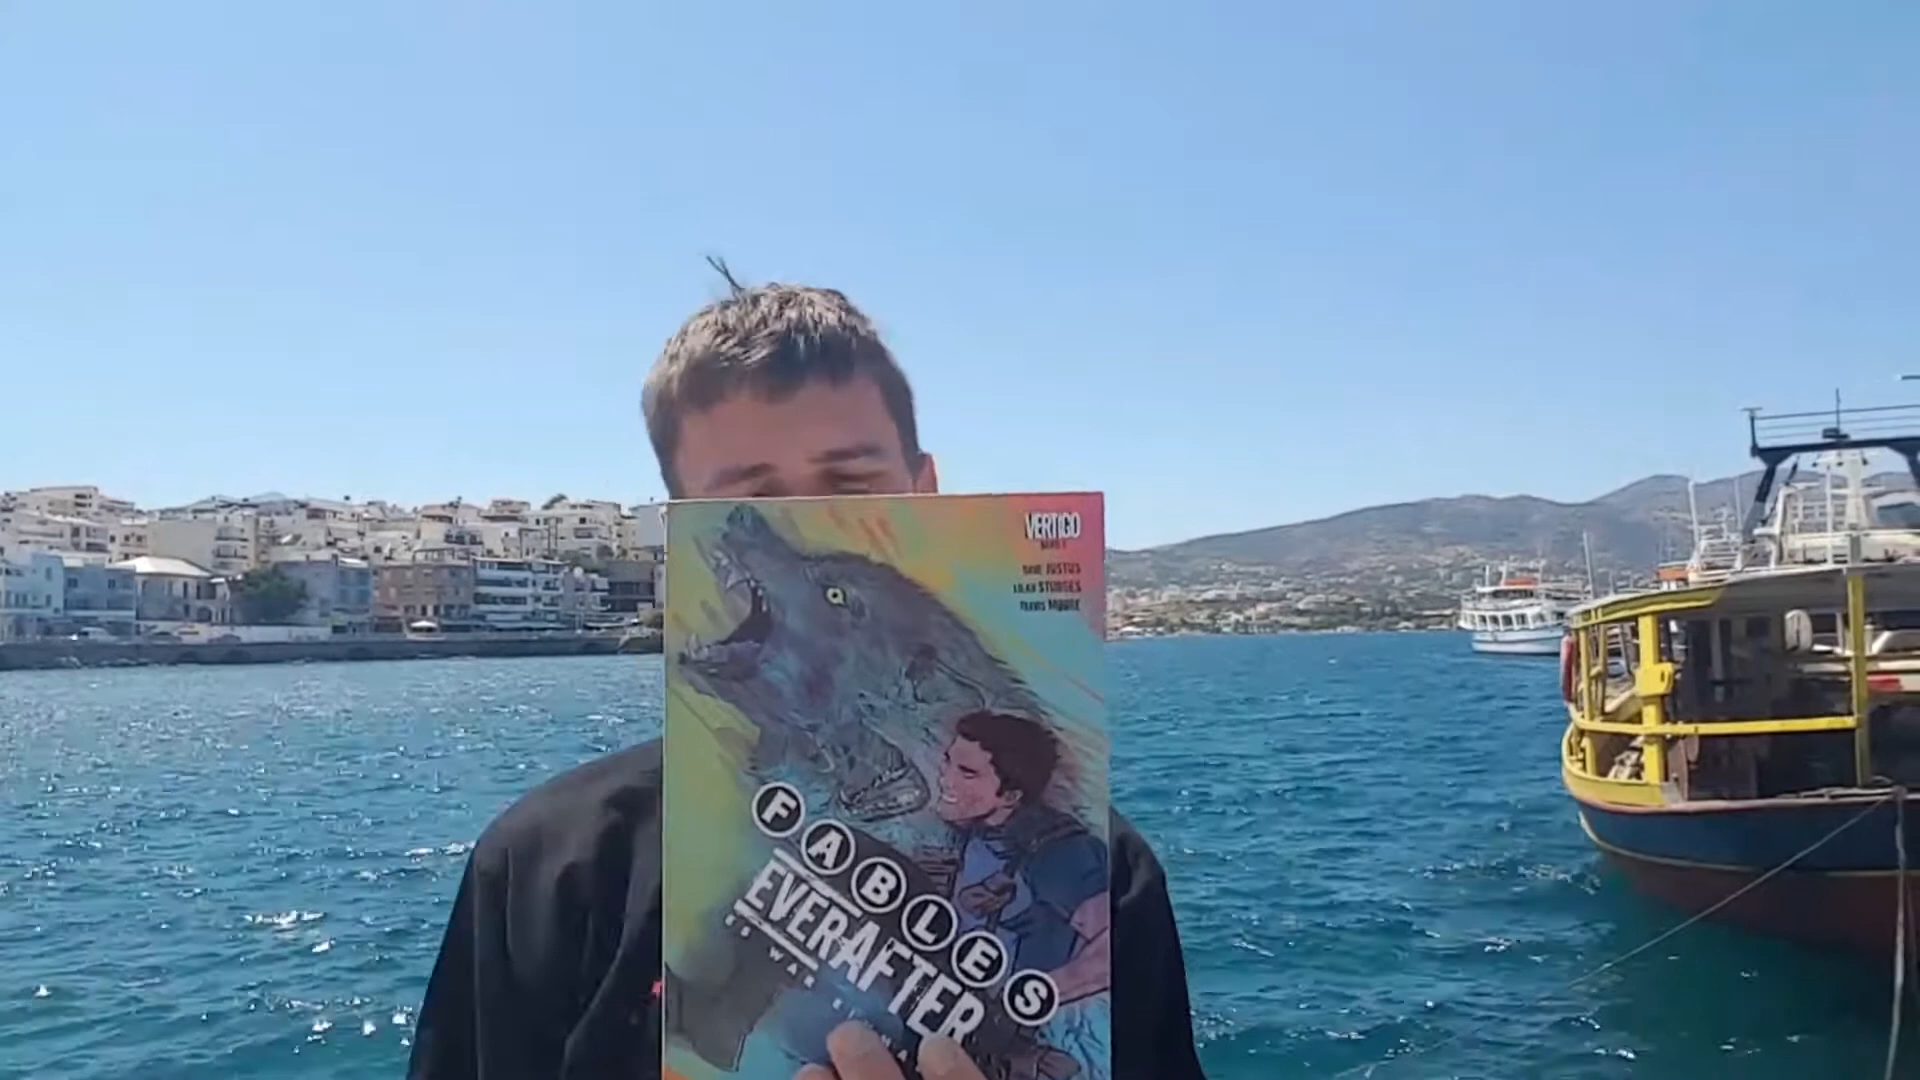 VERTIGO
DAVE JUSTUS
LILAH STURGES
TRAVIS MOORE
FABLES
EVERAFTER